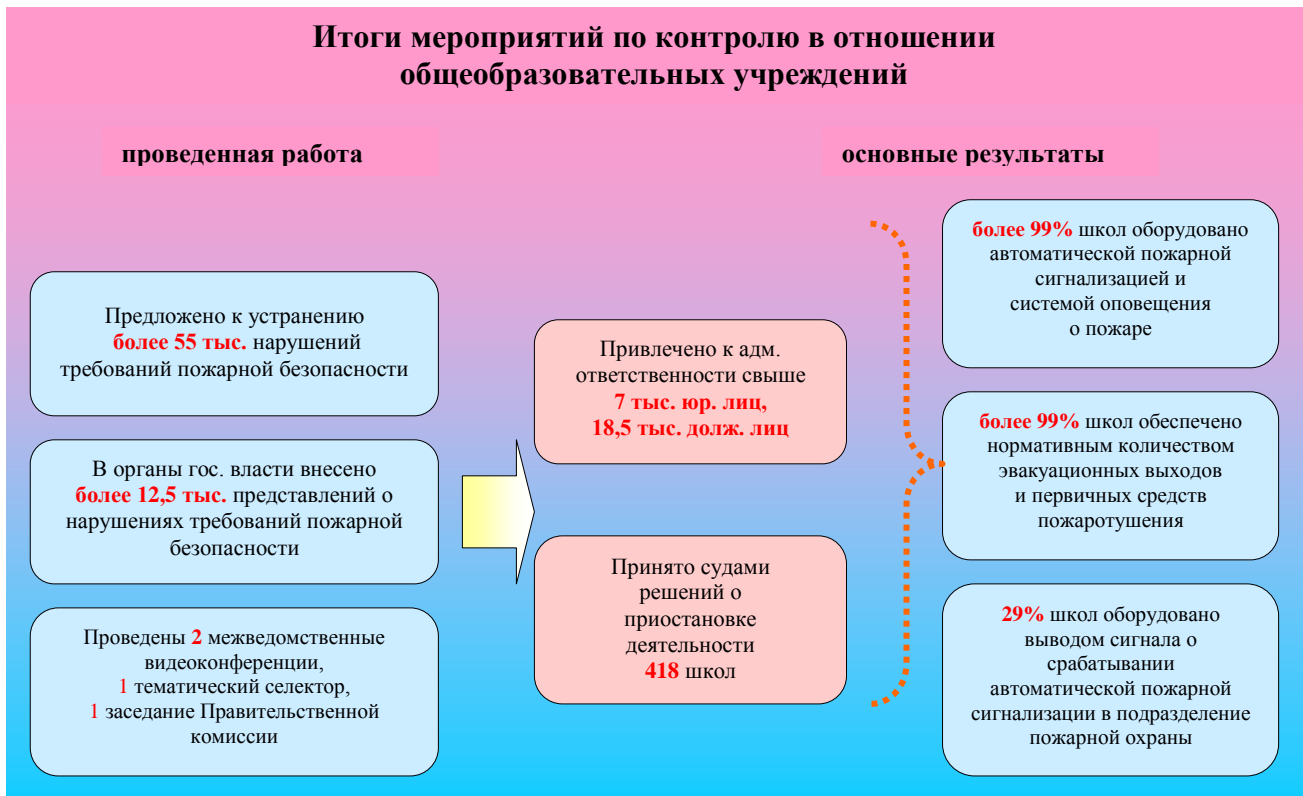 Итоги мероприятий по контролю в отношении
общеобразовательных учреждений
проведенная работа
основные результаты
Предложено к устранению
более 55 тыс. нарушений
требований пожарной безопасности
В органы гос. власти внесено
более 12,5 тыс. представлений о
нарушениях требований пожарной
безопасности
Проведены 2 межведомственные
видеоконференции,
1 тематический селектор,
1 заседание Правительственной
комиссии
Привлечено к адм.
ответственности свыше
7 тыс. юр. лиц,
18,5 тыс. долж. лиц
Принято судами
решений о
приостановке
деятельности
418 школ
более 99% школ оборудовано
автоматической пожарной
сигнализацией и
системой оповещения
о пожаре
более 99% школ обеспечено
нормативным количеством
эвакуационных выходов
и первичных средств
пожаротушения
29% школ оборудовано
выводом сигнала о
срабатывании
автоматической пожарной
сигнализации в подразделение
пожарной охраны